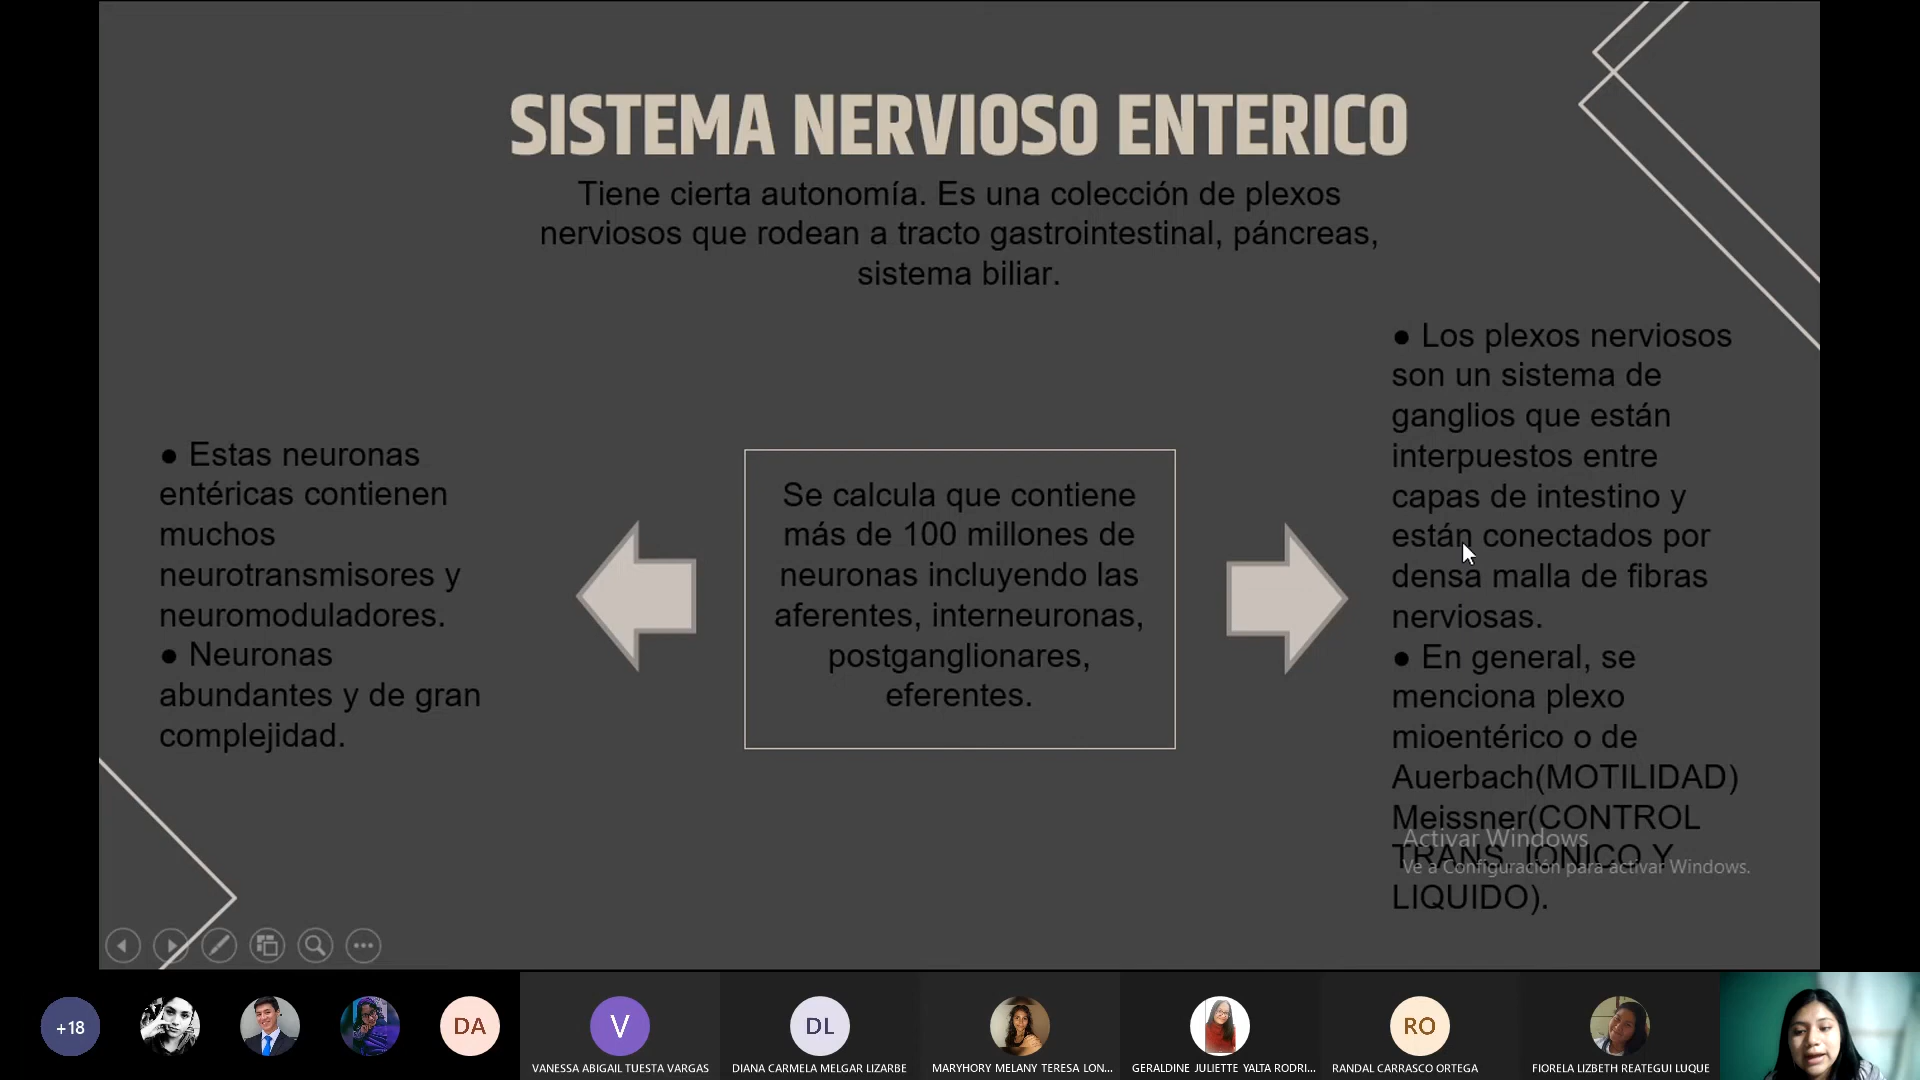 SISTEMA NERVIOSO ENTERICO
Tiene cierta autonomía. Es una colección de plexos
nerviosos que rodean a tracto gastrointestinal, páncreas,
sistema biliar.
● Estas neuronas
entéricas contienen
muchos
neurotransmisores y
neuromoduladores.
● Neuronas
abundantes y de gran
complejidad.
Se calcula que contiene
más de 100 millones de
neuronas incluyendo las
aferentes, interneuronas,
postganglionares,
eferentes.
● Los plexos nerviosos
son un sistema de
ganglios que están
interpuestos entre
capas de intestino y
están conectados por
densa malla de fibras
nerviosas.
● En general, se
menciona plexo
mioentérico o de
Auerbach(MOTILIDAD)
Meissner(CONTROL
TRANS. IONICO Y
LIQUIDO).
Activar Windows
Ve a Configuración para activar Windows.
+18
DA
V
VANESSA ABIGAIL TUESTA VARGAS
DL
DIANA CARMELA MELGAR LIZARBE
MARYHORY MELANY TERESA LON...
GERALDINE JULIETTE YALTA RODRI...
RO
RANDAL CARRASCO ORTEGA
FIORELA LIZBETH REATEGUI LUQUE